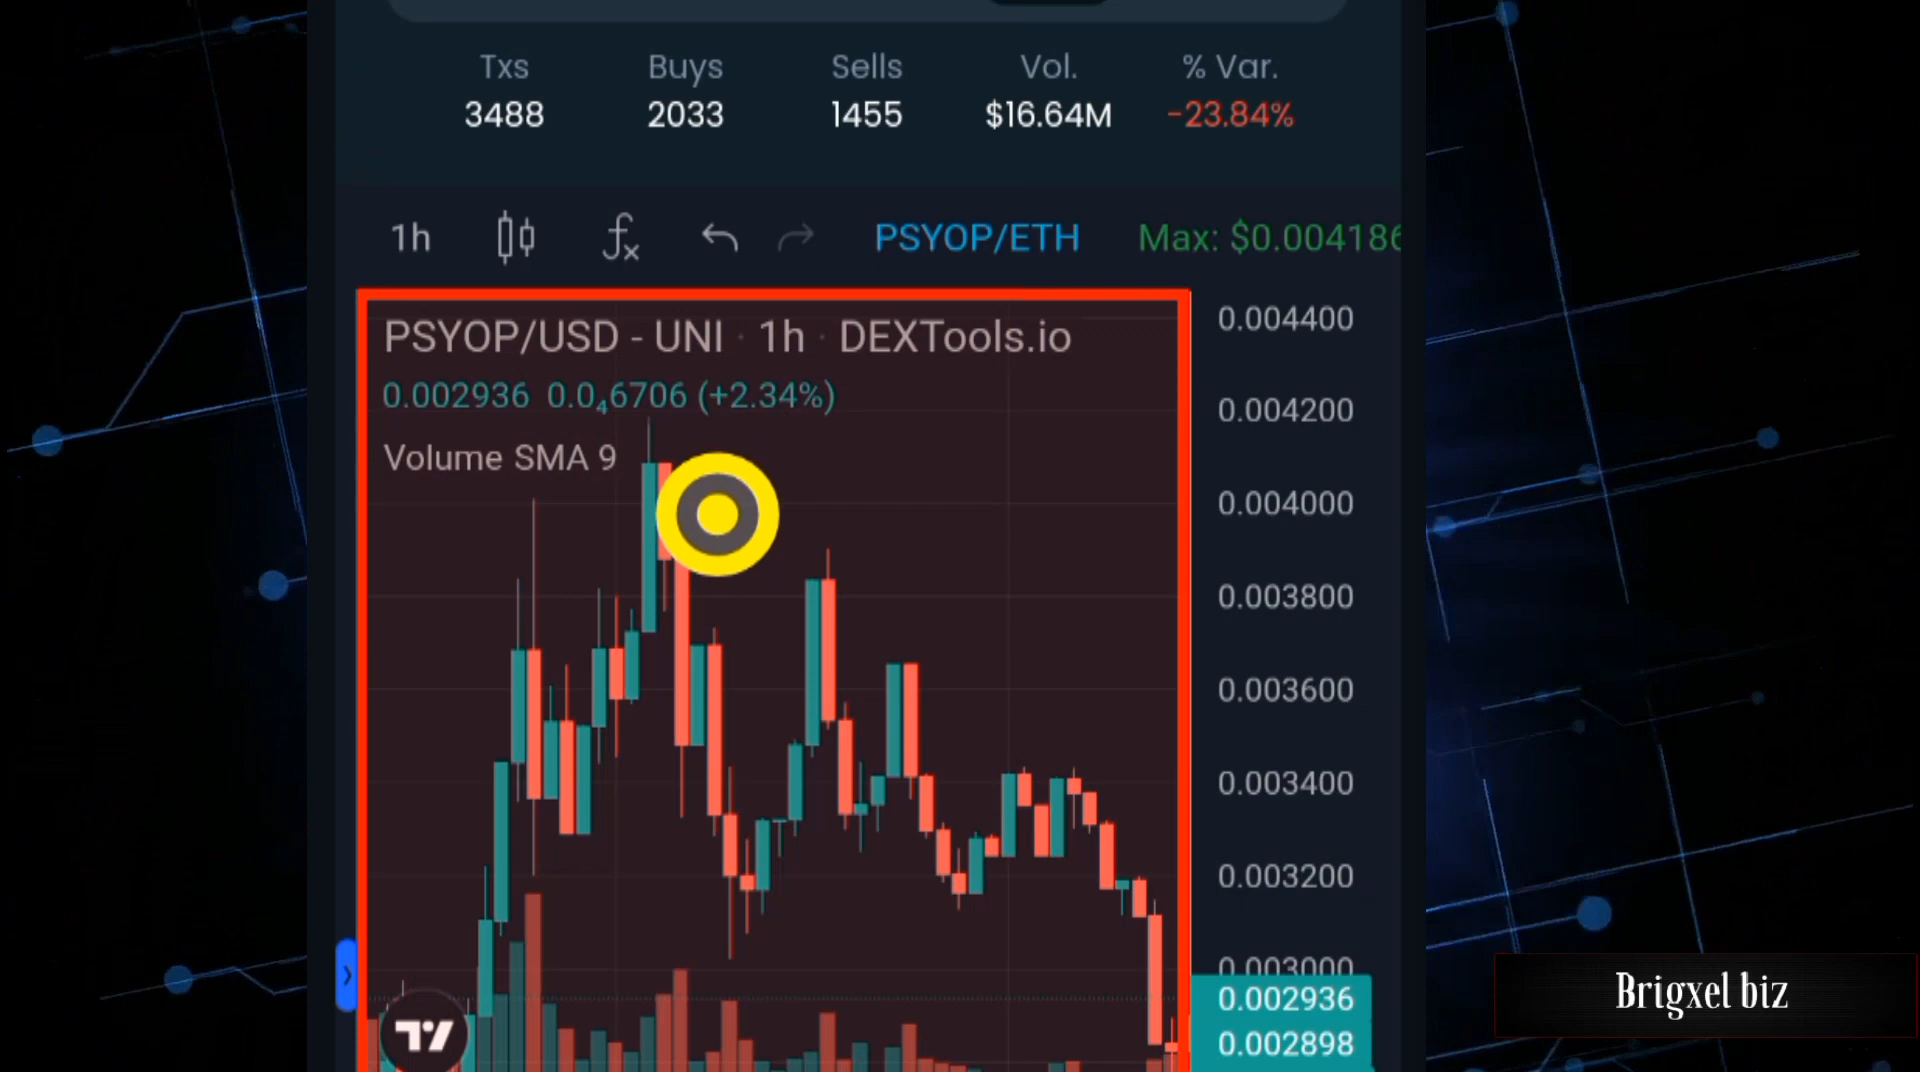 Txs Buys Sells Vol. % Var.
3488 2033 1455 $16.64M -23.84%
1h PSYOP/ETH Max: $0.004186
PSYOP/USD - UNI · 1h · DEXTools.io
0.002936 0.0₄6706 (+2.34%)
Volume SMA 9
0.004400
0.004200
0.004000
0.003800
0.003600
0.003400
0.003200
0.003000
0.002936
0.002898
Brigxel biz